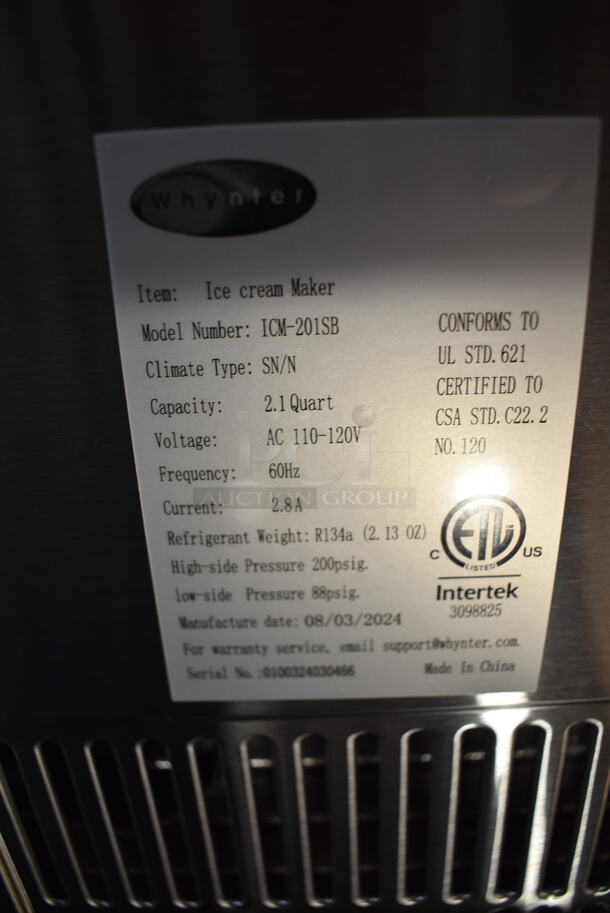 Whynter
Item: Ice cream Maker
Model Number: ICM-201SB
Climate Type: SN/N
Capacity: 2.1 Quart
Voltage: AC 110-120V
Frequency: 60Hz
Current: 2.8A
Refrigerant Weight: R134a (2.13 OZ)
High-side Pressure 200psig.
low-side Pressure 88psig.
Manufacture date: 08/03/2024
For warranty service, email support@whynter.com
Serial No.:0100324030466
Made In China
CONFORMS TO
UL STD. 621
CERTIFIED TO
CSA STD. C22. 2
NO. 120
ETL
C US
LISTED
Intertek
3098825
PCI
AUCTION GROUP